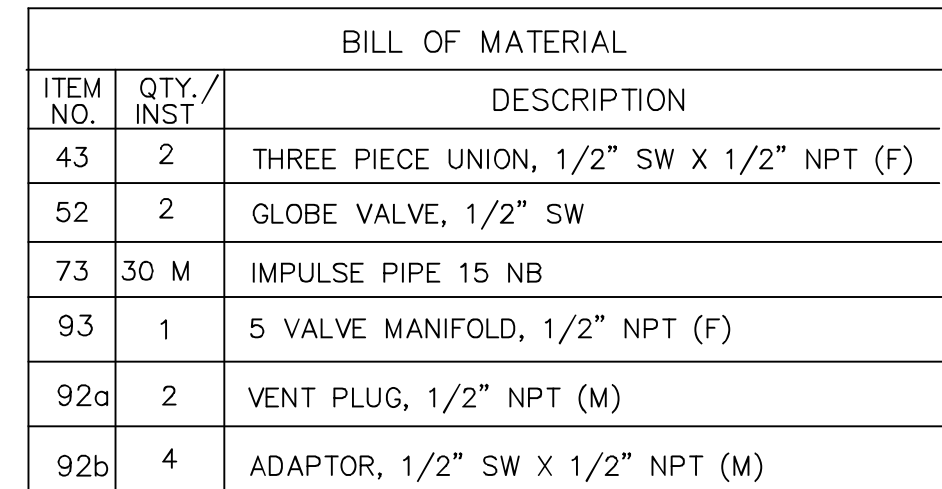 BILL OF MATERIAL
ITEM NO. QTY./ INST DESCRIPTION
43 2 THREE PIECE UNION, 1/2" SW X 1/2" NPT (F)
52 2 GLOBE VALVE, 1/2" SW
73 30 M IMPULSE PIPE 15 NB
93 1 5 VALVE MANIFOLD, 1/2" NPT (F)
92a 2 VENT PLUG, 1/2" NPT (M)
92b 4 ADAPTOR, 1/2" SW X 1/2" NPT (M)